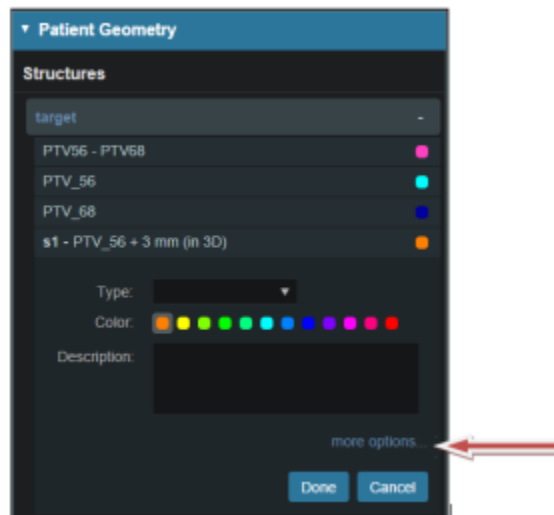 Patient Geometry
Structures
target -
PTV56 - PTV68
PTV_56
PTV_68
s1 - PTV_56 + 3 mm (in 3D)
Type:
Color:
Description:
more options...
Done Cancel